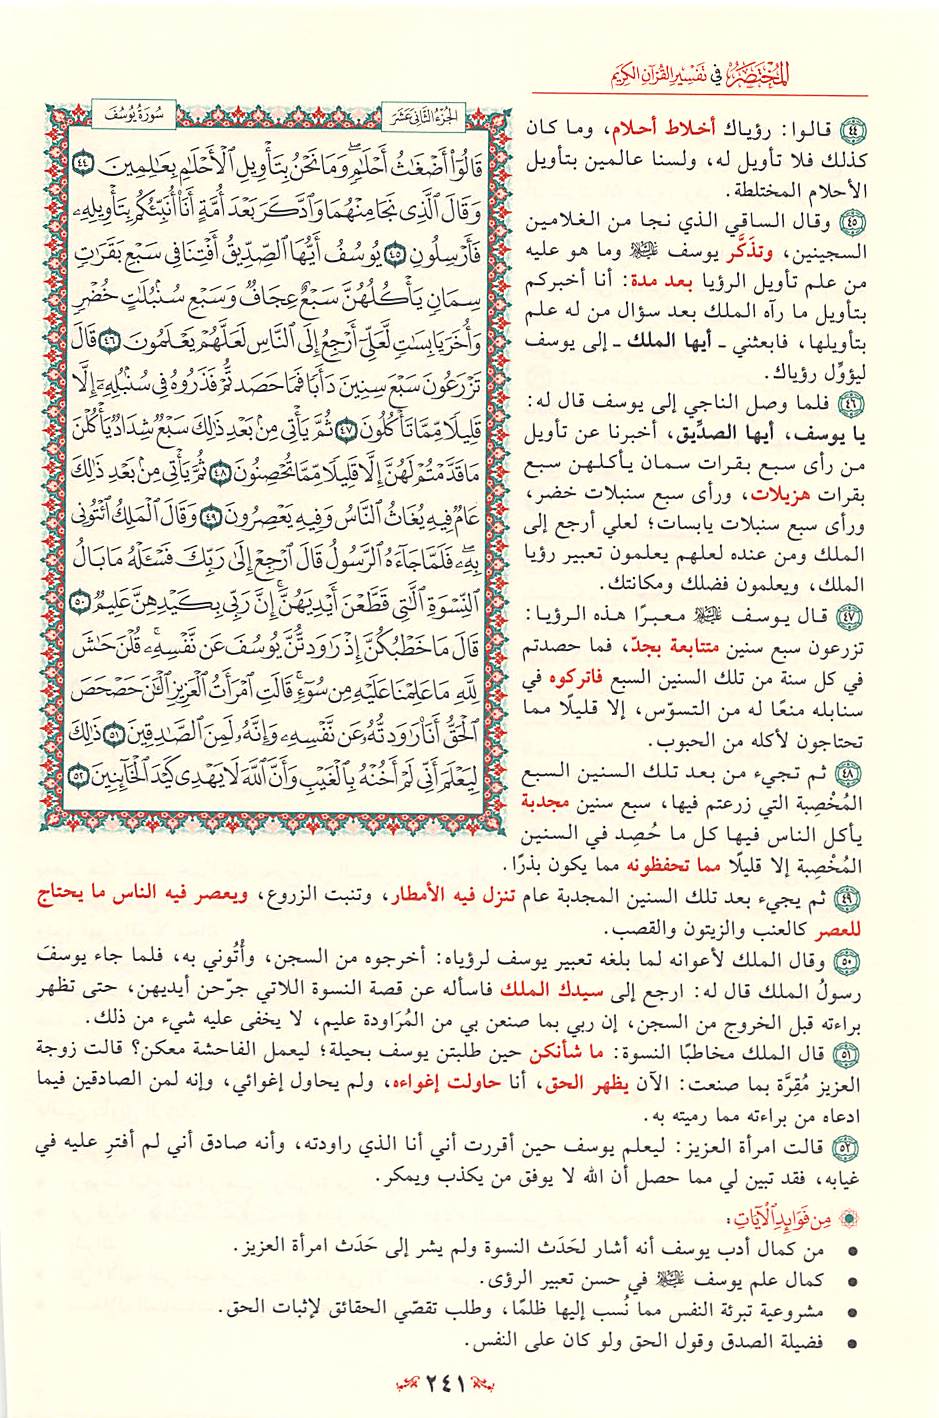 المختصر في تفسير القرآن الكريم
سورة يوسف
الجزء الثاني عشر
قَالُوٓاْ أَضْغَٰثُ أَحْلَٰمٖۖ وَمَا نَحْنُ بِتَأْوِيلِ ٱلْأَحْلَٰمِ بِعَٰلِمِينَ ٤٤
وَقَالَ ٱلَّذِى نَجَا مِنْهُمَا وَٱدَّكَرَ بَعْدَ أُمَّةٍ أَنَا۠ أُنَبِّئُكُم بِتَأْوِيلِهِۦ
فَأَرْسِلُونِ ٤٥ يُوسُفُ أَيُّهَا ٱلصِّدِّيقُ أَفْتِنَا فِى سَبْعِ بَقَرَٰتٖ
سِمَانٖ يَأْكُلُهُنَّ سَبْعٌ عِجَافٞ وَسَبْعِ سُنۢبُلَٰتٍ خُضْرٖ
وَأُخَرَ يَابِسَٰتٖ لَّعَلِّىٓ أَرْجِعُ إِلَى ٱلنَّاسِ لَعَلَّهُمْ يَعْلَمُونَ ٤٦ قَالَ
تَزْرَعُونَ سَبْعَ سِنِينَ دَأَبٗا فَمَا حَصَدتُّمْ فَذَرُوهُ فِى سُنۢبُلِهِۦٓ إِلَّا
قَلِيلٗا مِّمَّا تَأْكُلُونَ ٤٧ ثُمَّ يَأْتِى مِنۢ بَعْدِ ذَٰلِكَ سَبْعٞ شِدَادٞ يَأْكُلْنَ
مَا قَدَّمْتُمْ لَهُنَّ إِلَّا قَلِيلٗا مِّمَّا تُحْصِنُونَ ٤٨ ثُمَّ يَأْتِى مِنۢ بَعْدِ ذَٰلِكَ
عَامٞ فِيهِ يُغَاثُ ٱلنَّاسُ وَفِيهِ يَعْصِرُونَ ٤٩ وَقَالَ ٱلْمَلِكُ ٱئْتُونِى
بِهِۦۖ فَلَمَّا جَآءَهُ ٱلرَّسُولُ قَالَ ٱرْجِعْ إِلَىٰ رَبِّكَ فَسْـَٔلْهُ مَا بَالُ
ٱلنِّسْوَةِ ٱلَّٰتِى قَطَّعْنَ أَيْدِيَهُنَّۚ إِنَّ رَبِّى بِكَيْدِهِنَّ عَلِيمٞ ٥٠
قَالَ مَا خَطْبُكُنَّ إِذْ رَٰوَدتُّنَّ يُوسُفَ عَن نَّفْسِهِۦۚ قُلْنَ حَٰشَ
لِلَّهِ مَا عَلِمْنَا عَلَيْهِ مِن سُوٓءٖۚ قَالَتِ ٱمْرَأَتُ ٱلْعَزِيزِ ٱلْـَٰٔنَ حَصْحَصَ
ٱلْحَقُّ أَنَا۠ رَٰوَدتُّهُۥ عَن نَّفْسِهِۦ وَإِنَّهُۥ لَمِنَ ٱلصَّٰدِقِينَ ٥١ ذَٰلِكَ
لِيَعْلَمَ أَنِّى لَمْ أَخُنْهُ بِٱلْغَيْبِ وَأَنَّ ٱللَّهَ لَا يَهْدِى كَيْدَ ٱلْخَآئِنِينَ ٥٢
٤٤ قالوا: رؤياك أخلاط أحلام، وما كان
كذلك فلا تأويل له، ولسنا عالمين بتأويل
الأحلام المختلطة.
٤٥ وقال الساقي الذي نجا من الغلامين
السجينين، وتذَكَّر يوسف ﷺ وما هو عليه
من علم تأويل الرؤيا بعد مدة: أنا أخبركم
بتأويل ما رآه الملك بعد سؤال من له علم
بتأويلها، فابعثني ـ أيها الملك ـ إلى يوسف
ليؤوِّل رؤياك.
٤٦ فلما وصل الناجي إلى يوسف قال له:
يا يوسف، أيها الصدِّيق، أخبرنا عن تأويل
من رأى سبع بقرات سمان يأكلهن سبع
بقرات هزيلات، ورأى سبع سنبلات خضر،
ورأى سبع سنبلات يابسات؛ لعلي أرجع إلى
الملك ومن عنده لعلهم يعلمون تعبير رؤيا
الملك، ويعلمون فضلك ومكانتك.
٤٧ قال يوسف ﷺ معبرًا هذه الرؤيا:
تزرعون سبع سنين متتابعة بجدّ، فما حصدتم
في كل سنة من تلك السنين السبع فاتركوه في
سنابله منعًا له من التسوّس، إلا قليلًا مما
تحتاجون لأكله من الحبوب.
٤٨ ثم تجيء من بعد تلك السنين السبع
المُخْصِبة التي زرعتم فيها، سبع سنين مجدبة
يأكل الناس فيها كل ما حُصِد في السنين
المُخْصِبة إلا قليلًا مما تحفظونه مما يكون بذرًا.
٤٩ ثم يجيء بعد تلك السنين المجدبة عام تنزل فيه الأمطار، وتنبت الزروع، ويعصر فيه الناس ما يحتاج
للعصر كالعنب والزيتون والقصب.
٥٠ وقال الملك لأعوانه لما بلغه تعبير يوسف لرؤياه: أخرجوه من السجن، وأْتُوني به، فلما جاء يوسفَ
رسولُ الملك قال له: ارجع إلى سيدك الملك فاسأله عن قصة النسوة اللاتي جرّحن أيديهن، حتى تظهر
براءته قبل الخروج من السجن، إن ربي بما صنعن بي من المُرَاودة عليم، لا يخفى عليه شيء من ذلك.
٥١ قال الملك مخاطبًا النسوة: ما شأنكن حين طلبتن يوسف بحيلة؛ ليعمل الفاحشة معكن؟ قالت زوجة
العزيز مُقِرَّة بما صنعت: الآن يظهر الحق، أنا حاولت إغواءه، ولم يحاول إغوائي، وإنه لمن الصادقين فيما
ادعاه من براءته مما رميته به.
٥٢ قالت امرأة العزيز: ليعلم يوسف حين أقررت أني أنا الذي راودته، وأنه صادق أني لم أفترِ عليه في
غيابه، فقد تبين لي مما حصل أن الله لا يوفق من يكذب ويمكر.
مِن فَوَائِدِ الْآيَاتِ:
• من كمال أدب يوسف أنه أشار لحَدَث النسوة ولم يشر إلى حَدَث امرأة العزيز.
• كمال علم يوسف ﷺ في حسن تعبير الرؤى.
• مشروعية تبرئة النفس مما نُسب إليها ظلمًا، وطلب تقصّي الحقائق لإثبات الحق.
• فضيلة الصدق وقول الحق ولو كان على النفس.
٢٤١